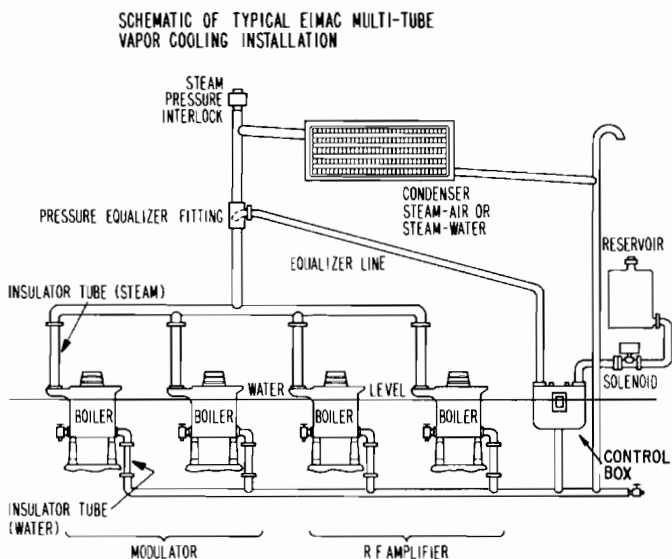 SCHEMATIC OF TYPICAL EIMAC MULTI-TUBE
VAPOR COOLING INSTALLATION
STEAM
PRESSURE
INTERLOCK
CONDENSER
STEAM-AIR OR
STEAM-WATER
PRESSURE EQUALIZER FITTING
RESERVOIR
EQUALIZER LINE
INSULATOR TUBE (STEAM)
SOLENOID
WATER LEVEL
BOILER
BOILER
BOILER
BOILER
CONTROL
BOX
INSULATOR TUBE
(WATER)
MODULATOR
R F AMPLIFIER